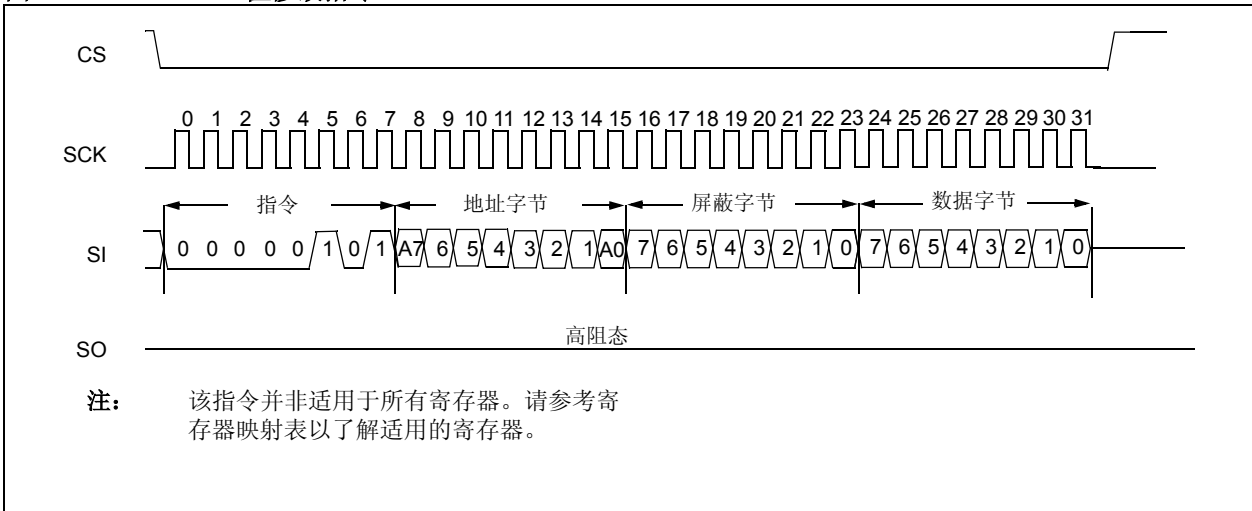 CS
0 1 2 3 4 5 6 7 8 9 10 11 12 13 14 15 16 17 18 19 20 21 22 23 24 25 26 27 28 29 30 31
SCK
指令 地址字节 屏蔽字节 数据字节
SI 0 0 0 0 0 1 0 1 A7 6 5 4 3 2 1 A0 7 6 5 4 3 2 1 0 7 6 5 4 3 2 1 0
高阻态
SO
注： 该指令并非适用于所有寄存器。请参考寄
存器映射表以了解适用的寄存器。